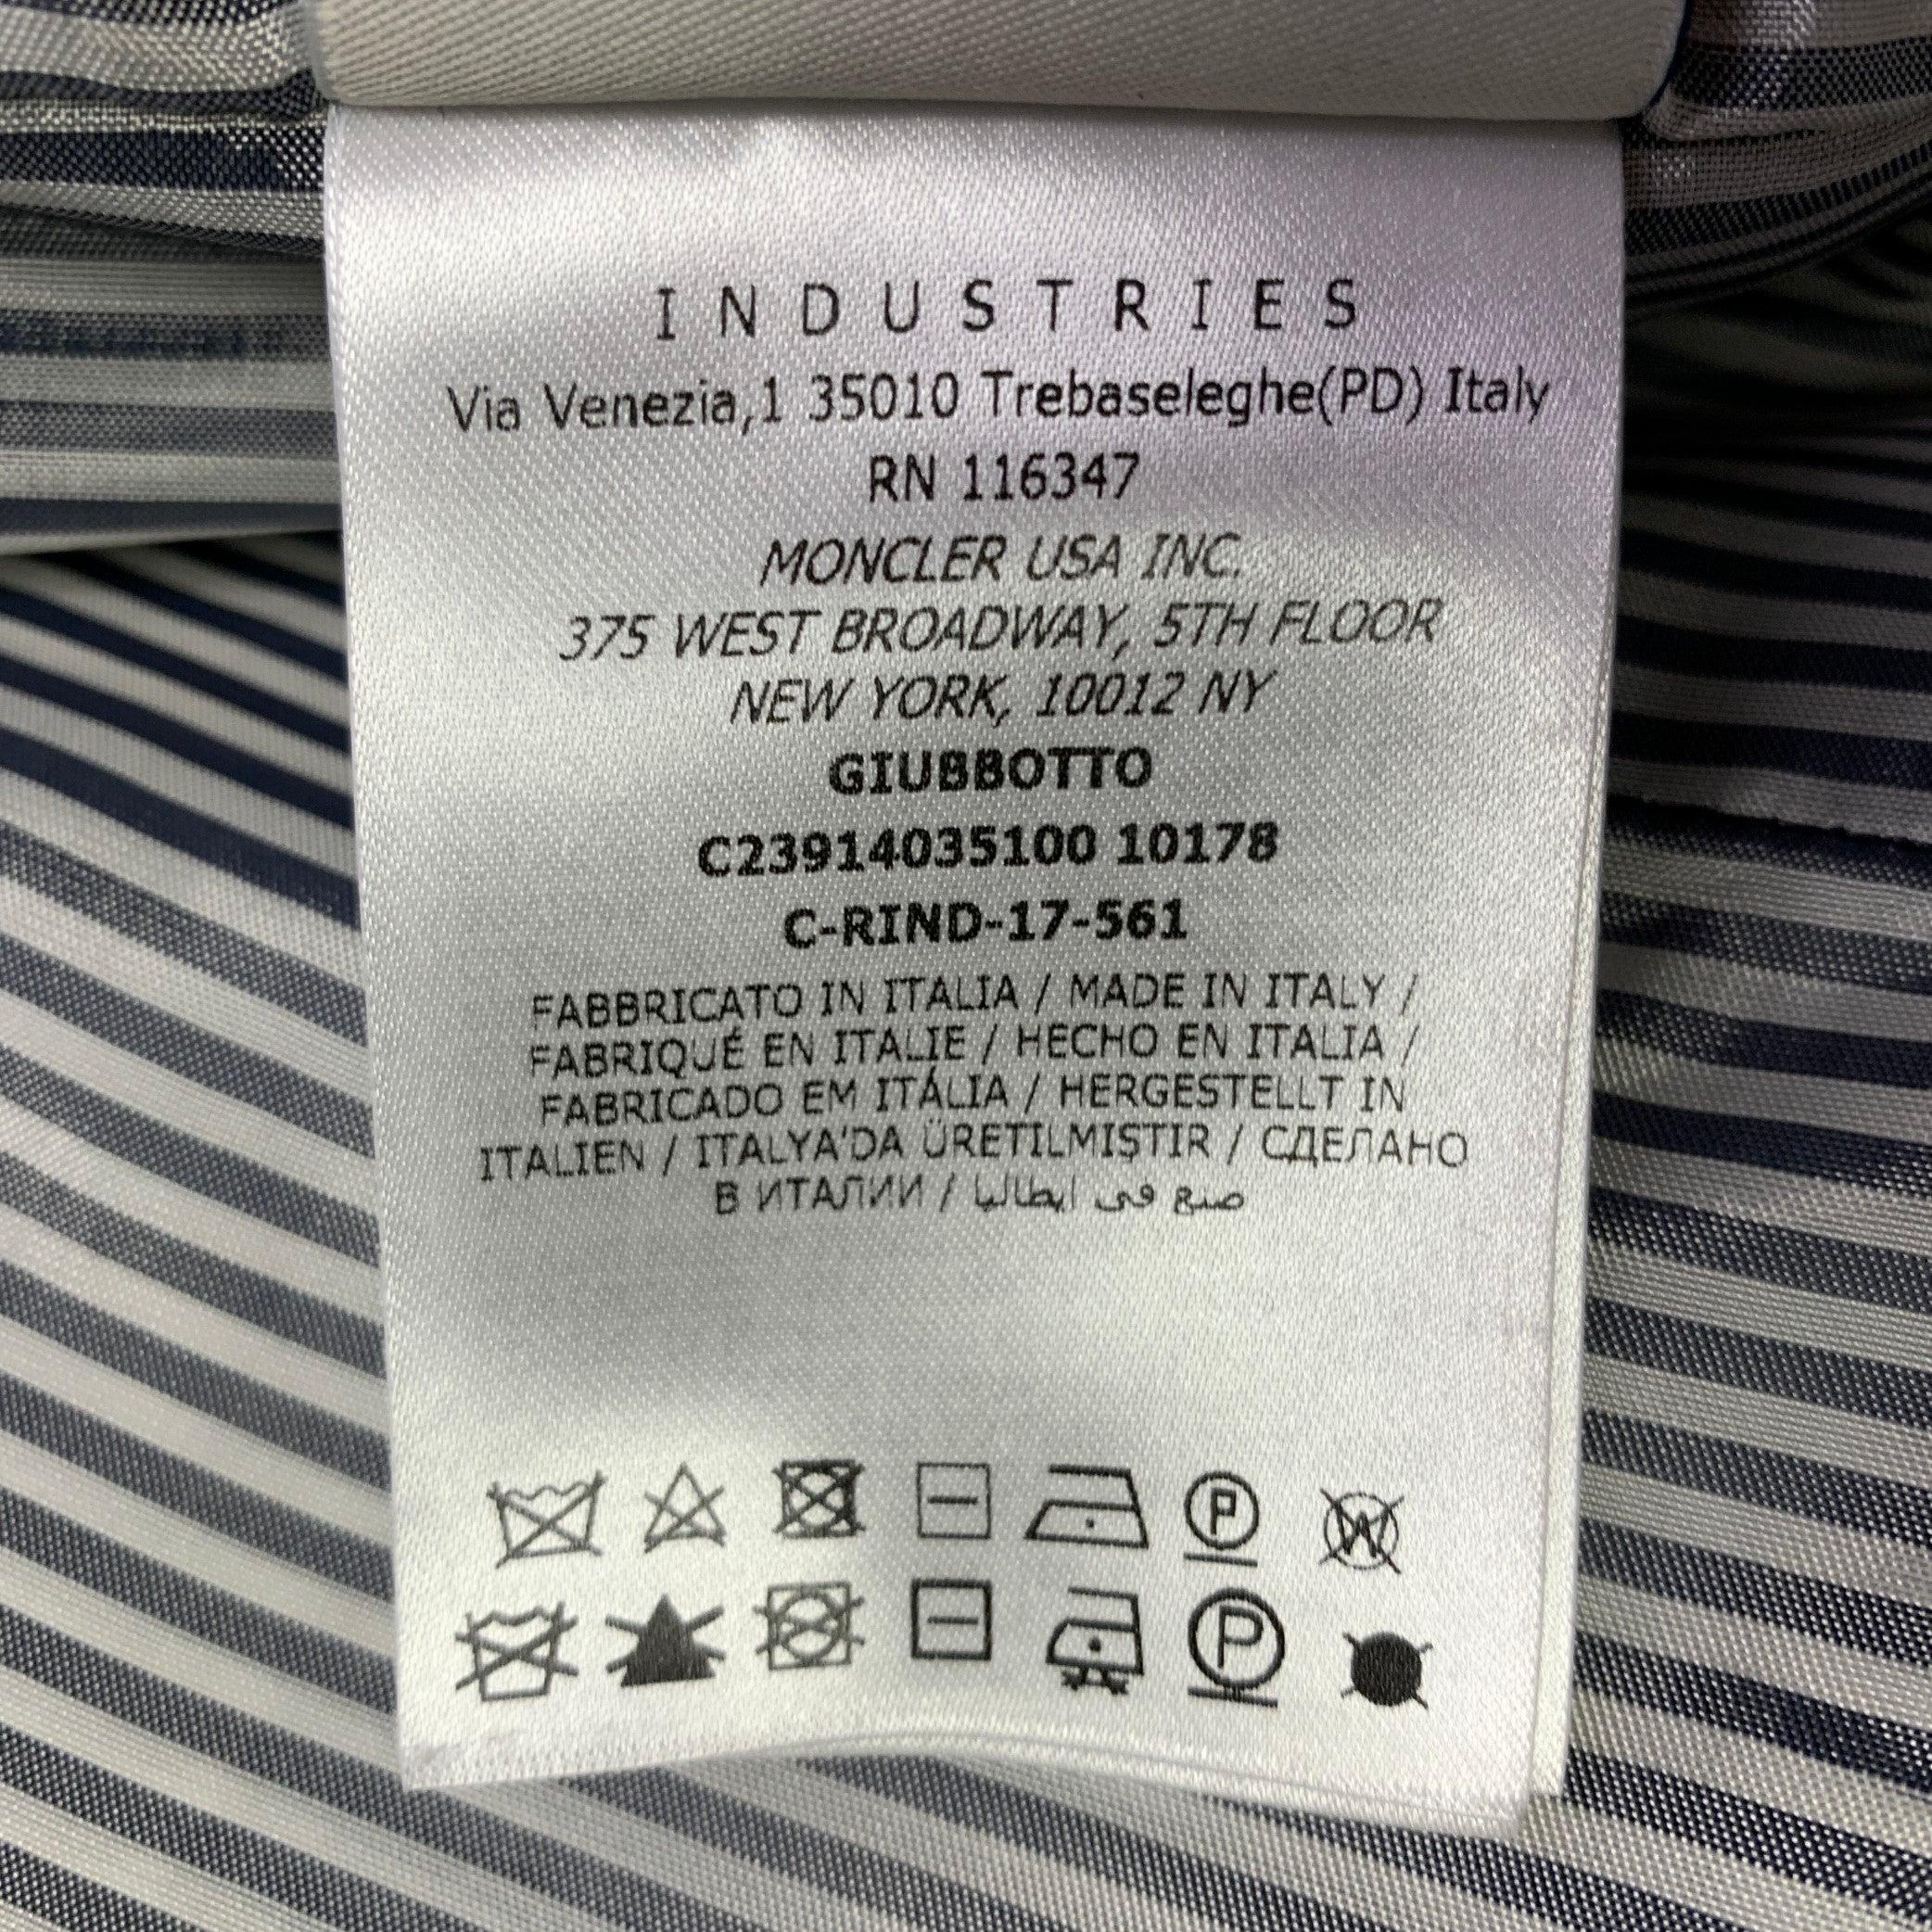 INDUSTRIES
Via Venezia,1 35010 Trebaseleghe(PD) Italy
RN 116347
MONCLER USA INC.
375 WEST BROADWAY, 5TH FLOOR
NEW YORK, 10012 NY
GIUBBOTTO
C23914035100 10178
C-RIND-17-561
FABBRICATO IN ITALIA / MADE IN ITALY /
FABRIQUÉ EN ITALIE / HECHO EN ITALIA /
FABRICADO EM ITÁLIA / HERGESTELLT IN
ITALIEN / ITALYA'DA ÜRETILMIŞTIR / СДЕЛАНО
В ИТАЛИИ / صنع في ايطاليا
P W
P